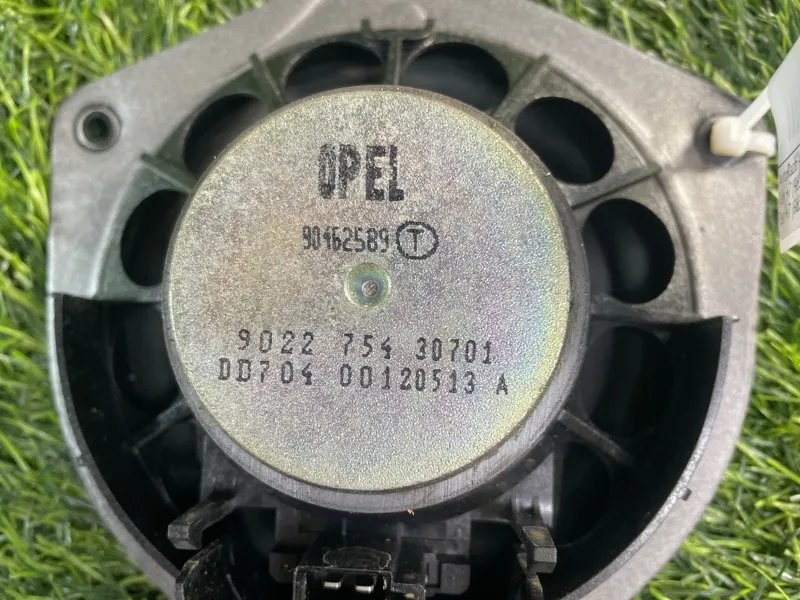 OPEL
90462589 T
9022 754 30701
DD704 00120513 A